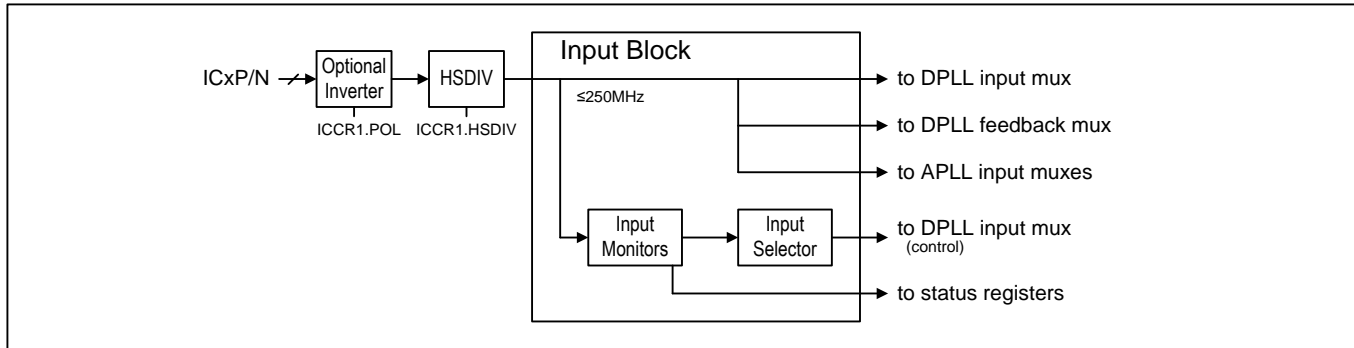 Input Block
ICxP/N
Optional
Inverter
HSDIV
ICCR1.POL
ICCR1.HSDIV
≤250MHz
to DPLL input mux
to DPLL feedback mux
to APLL input muxes
Input
Monitors
Input
Selector
to DPLL input mux
(control)
to status registers